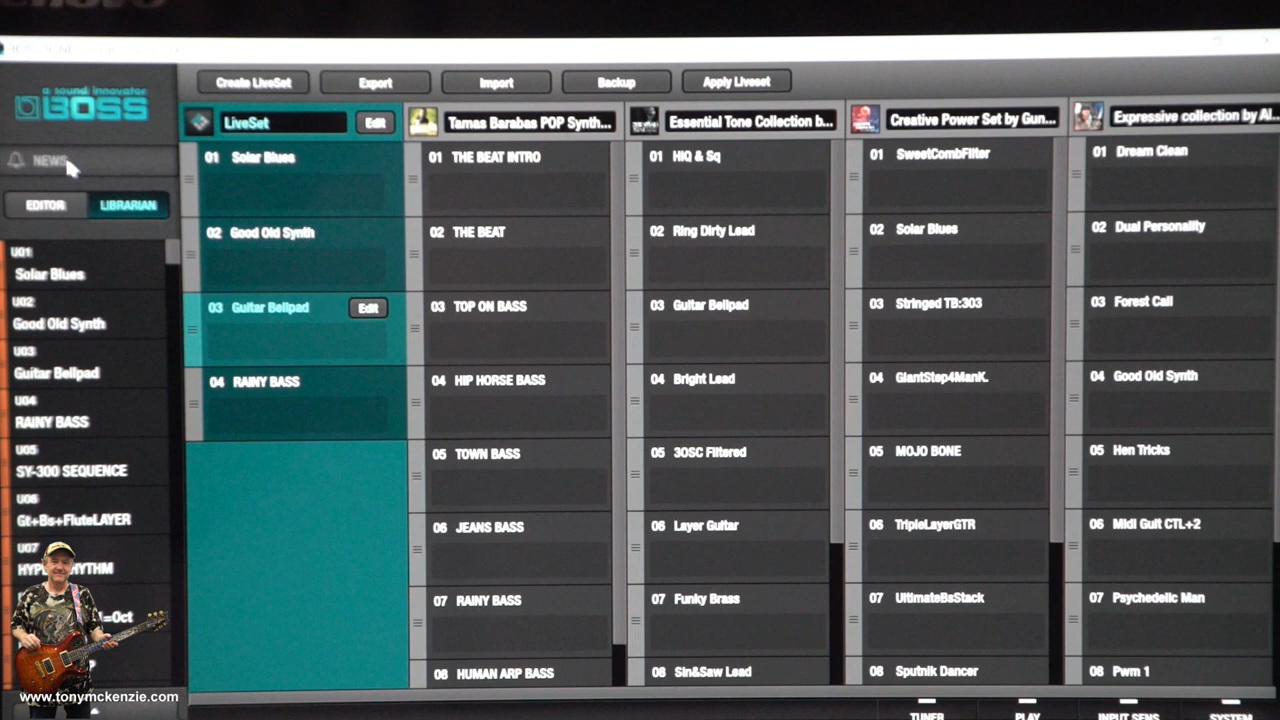 Create LiveSet
Export
Import
Backup
Apply Liveset
a sound innovator
BOSS
NEWS
EDITOR
LIBRARIAN
U01
Solar Blues
U02
Good Old Synth
U03
Guitar Bellpad
U04
RAINY BASS
U05
SY-300 SEQUENCE
U06
Gt+Bs+FluteLAYER
U07
LiveSet
Edit
01 Solar Blues
02 Good Old Synth
03 Guitar Bellpad
Edit
04 RAINY BASS
Tamas Barabas POP Synth...
01 THE BEAT INTRO
02 THE BEAT
03 TOP ON BASS
04 HIP HORSE BASS
05 TOWN BASS
06 JEANS BASS
07 RAINY BASS
08 HUMAN ARP BASS
Essential Tone Collection b...
01 HiQ & Sq
02 Ring Dirty Lead
03 Guitar Bellpad
04 Bright Lead
05 3OSC Filtered
06 Layer Guitar
07 Funky Brass
08 Sin&Saw Lead
Creative Power Set by Gun...
01 SweetCombFilter
02 Solar Blues
03 Stringed TB:303
04 GiantStep4ManK.
05 MOJO BONE
06 TripleLayerGTR
07 UltimateBsStack
08 Sputnik Dancer
Expressive collection by Al...
01 Dream Clean
02 Dual Personality
03 Forest Call
04 Good Old Synth
05 Hen Tricks
06 Midi Guit CTL+2
07 Psychedelic Man
08 Pwm 1
TUNER
PLAY
INPUT SENS
SYSTEM
www.tonymckenzie.com